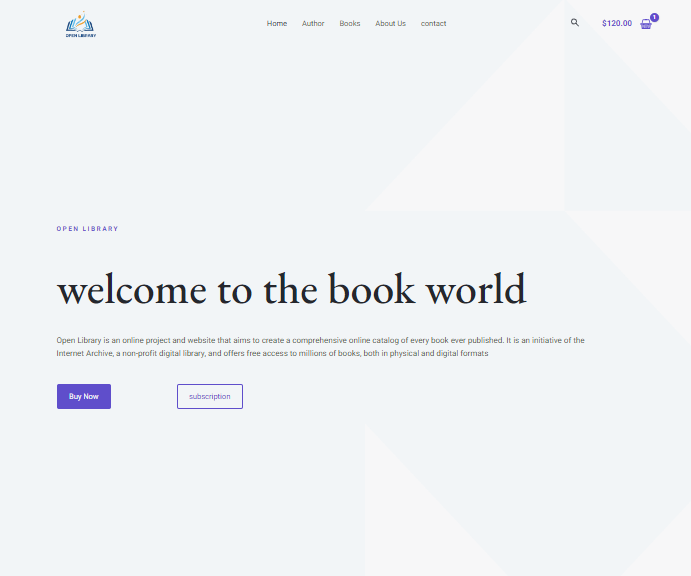 OPEN LIBRARY
Home Author Books About Us contact
$120.00 1
OPEN LIBRARY
welcome to the book world
Open Library is an online project and website that aims to create a comprehensive online catalog of every book ever published. It is an initiative of the
Internet Archive, a non-profit digital library, and offers free access to millions of books, both in physical and digital formats
Buy Now subscription